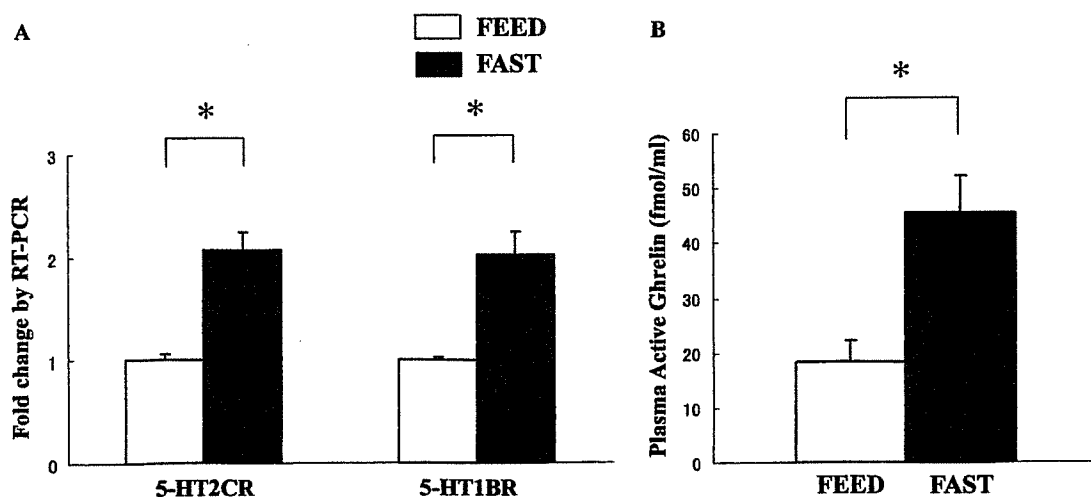 A
FEED
FAST
B
*
*
*
Fold change by RT-PCR
3
2
1
0
5-HT2CR
5-HT1BR
Plasma Active Ghrelin (fmol/ml)
60
50
40
30
20
10
0
FEED
FAST